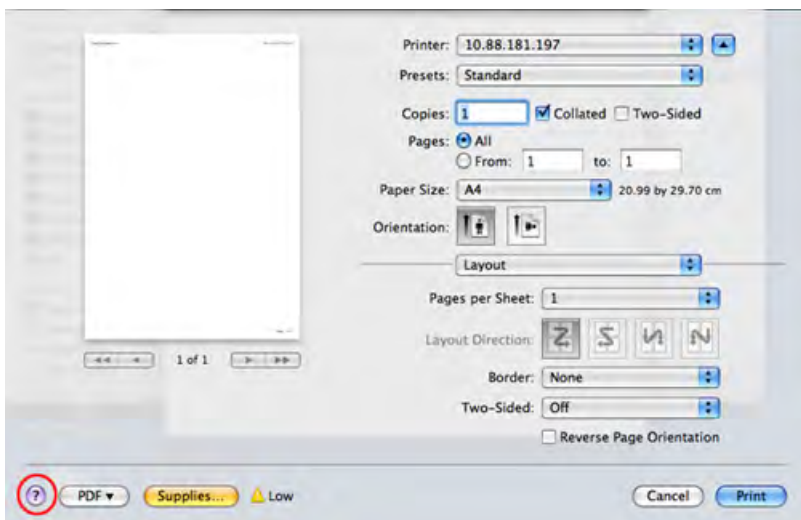 Printer: 10.88.181.197
Presets: Standard
Copies: 1 Collated Two-Sided
Pages: All
From: 1 to: 1
Paper Size: A4 20.99 by 29.70 cm
Orientation:
Layout
Pages per Sheet: 1
Layout Direction:
1 of 1
Border: None
Two-Sided: Off
Reverse Page Orientation
? PDF Supplies... Low Cancel Print